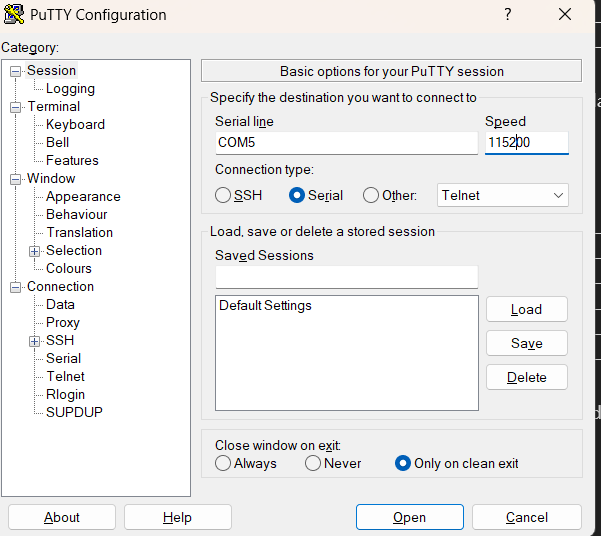 PuTTY Configuration
?
Category:
Session
Logging
Terminal
Keyboard
Bell
Features
Window
Appearance
Behaviour
Translation
Selection
Colours
Connection
Data
Proxy
SSH
Serial
Telnet
Rlogin
SUPDUP
Basic options for your PuTTY session
Specify the destination you want to connect to
Serial line Speed
COM5 115200
Connection type:
SSH Serial Other: Telnet
Load, save or delete a stored session
Saved Sessions
Default Settings
Load
Save
Delete
Close window on exit:
Always Never Only on clean exit
About Help Open Cancel